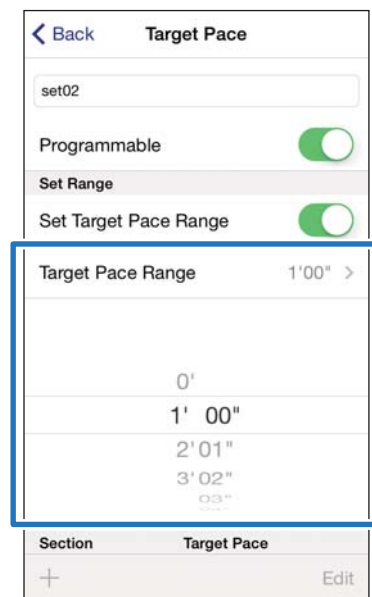 Back Target Pace
set02
Programmable
Set Range
Set Target Pace Range
Target Pace Range 1'00" >
0'
1' 00"
2' 01"
3' 02"
03"
Section Target Pace
+ Edit